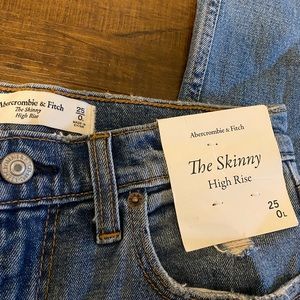 Abercrombie & Fitch
The Skinny
High Rise
25
0L
Abercrombie & Fitch
The Skinny
High Rise
25
0L